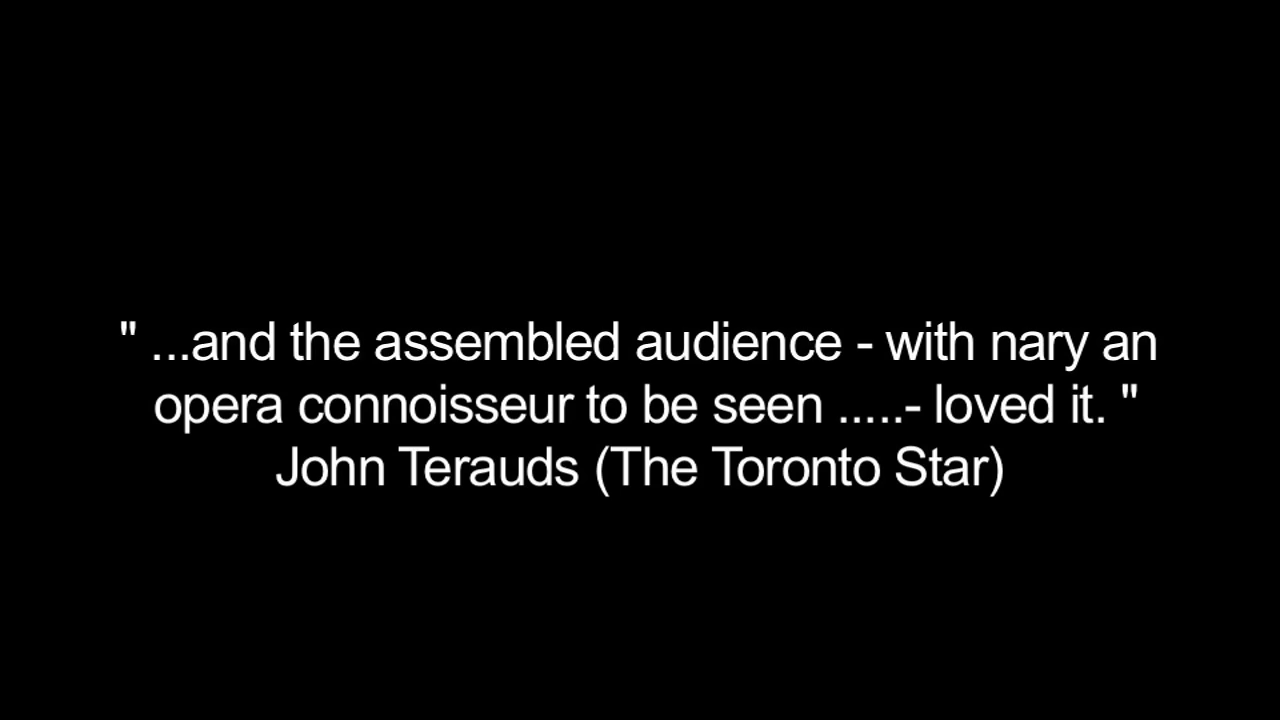 " ...and the assembled audience - with nary an
opera connoisseur to be seen .....- loved it. "
John Terauds (The Toronto Star)